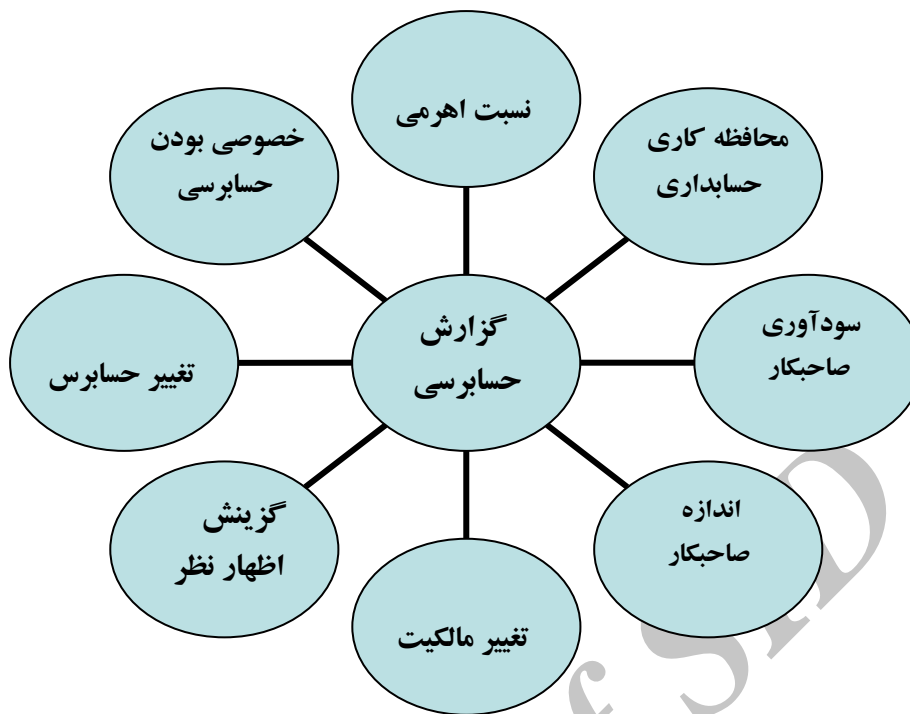 نسبت اهرمی
محافظه کاری
حسابداری
خصوصی بودن
حسابرسی
سودآوری
صاحبکار
گزارش
حسابرسی
تغییر حسابرس
اندازه
صاحبکار
گزینش
اظهار نظر
تغییر مالکیت
f SID